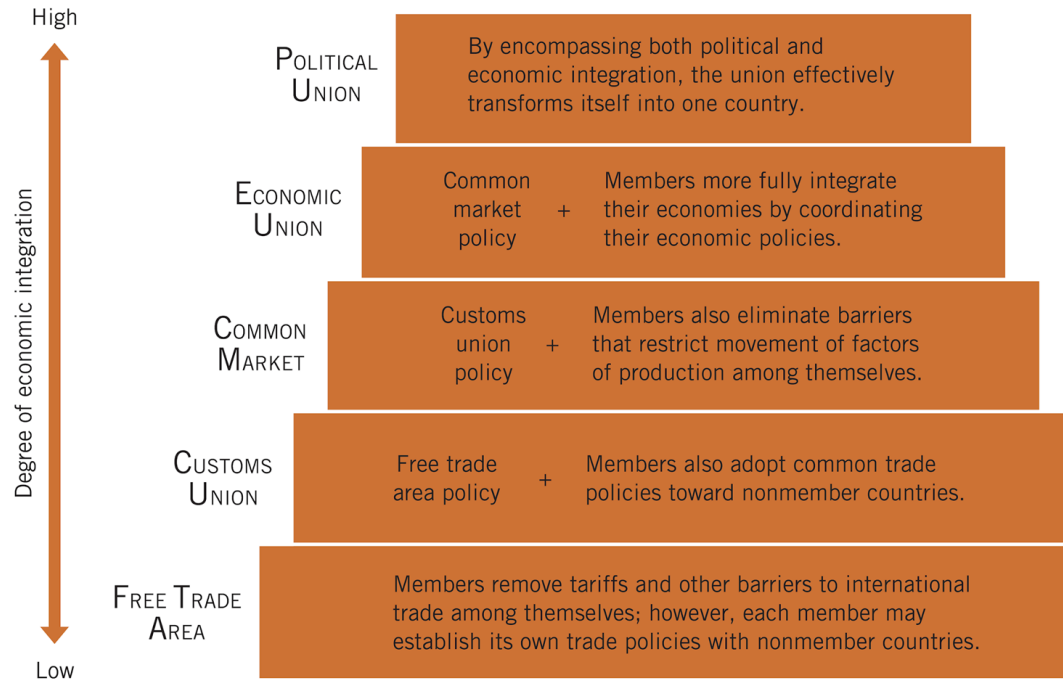 High
Degree of economic integration
Low
POLITICAL
UNION
By encompassing both political and
economic integration, the union effectively
transforms itself into one country.
ECONOMIC
UNION
Common
market
policy
+
Members more fully integrate
their economies by coordinating
their economic policies.
COMMON
MARKET
Customs
union
policy
+
Members also eliminate barriers
that restrict movement of factors
of production among themselves.
CUSTOMS
UNION
Free trade
area policy
+
Members also adopt common trade
policies toward nonmember countries.
FREE TRADE
AREA
Members remove tariffs and other barriers to international
trade among themselves; however, each member may
establish its own trade policies with nonmember countries.